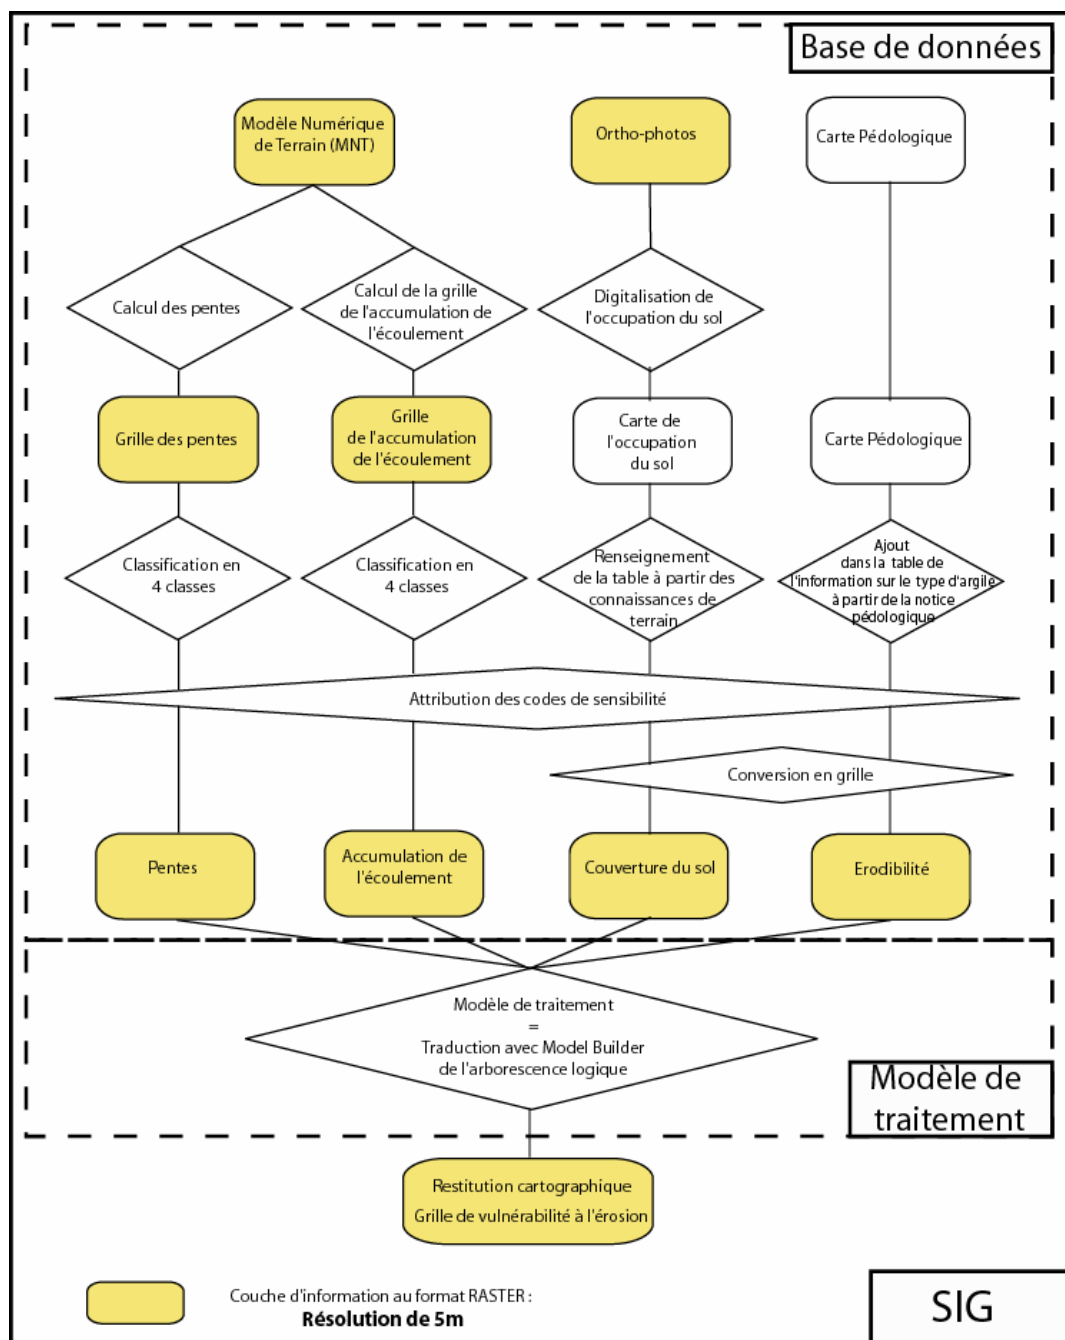 Base de données
Modèle Numérique
de Terrain (MNT)
Ortho-photos
Carte Pédologique
Calcul des pentes
Calcul de la grille
de l'accumulation de
l'écoulement
Digitalisation de
l'occupation du sol
Grille des pentes
Grille
de l'accumulation
de l'écoulement
Carte de
l'occupation
du sol
Carte Pédologique
Classification en
4 classes
Classification en
4 classes
Renseignement
de la table à partir des
connaissances de
terrain
Ajout
dans la table de
l'information sur le type d'argile
à partir de la notice
pédologique
Attribution des codes de sensibilité
Conversion en grille
Pentes
Accumulation de
l'écoulement
Couverture du sol
Erodibilité
Modèle de traitement
=
Traduction avec Model Builder
de l'arborescence logique
Modèle de
traitement
Restitution cartographique
Grille de vulnérabilité à l'érosion
Couche d'information au format RASTER :
Résolution de 5m
SIG